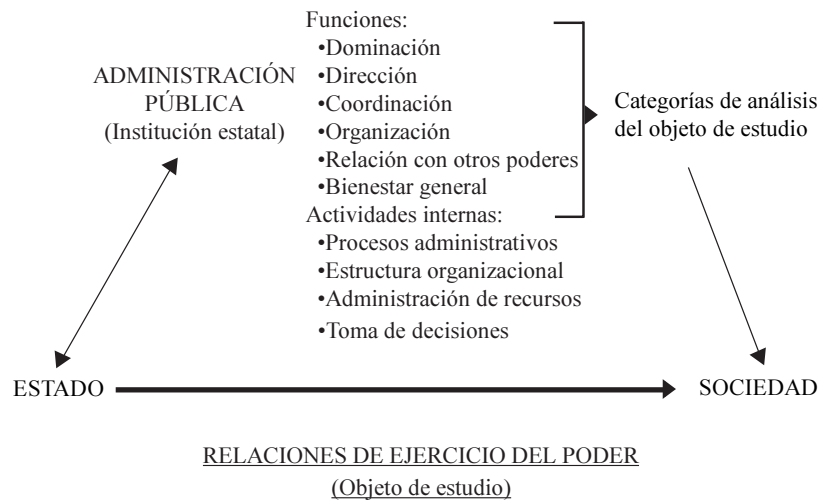 ADMINISTRACIÓN
PÚBLICA
(Institución estatal)
Funciones:
•Dominación
•Dirección
•Coordinación
•Organización
•Relación con otros poderes
•Bienestar general
Actividades internas:
•Procesos administrativos
•Estructura organizacional
•Administración de recursos
•Toma de decisiones
Categorías de análisis
del objeto de estudio
ESTADO
SOCIEDAD
RELACIONES DE EJERCICIO DEL PODER
(Objeto de estudio)